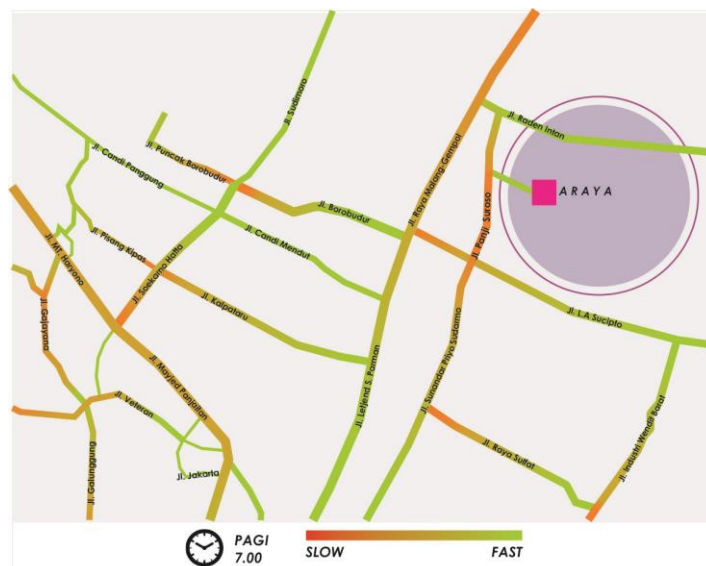 Jl. Sudimoro
Jl. Raden Intan
Jl. Candi Panggung
Jl. Puncak Borobudur
Jl. Borobudur
Jl. Raya Malang-Gempol
Jl. Panji Suroso
ARAYA
Jl. MT. Haryono
Jl. Pisang Kipas
Jl. Soekarno Hatta
Jl. Candi Mendut
Jl. Gajayana
Jl. Kalpataru
Jl. L.A Sucipto
Jl. Mayjed Panjaitan
Jl. Letjend S. Parman
Jl. Sunandar Priyo Sudarmo
Jl. Veteran
Jl. Galunggung
Jl. Jakarta
Jl. Raya Sulfat
Jl. Industri Wendit Barat
PAGI
7.00
SLOW FAST